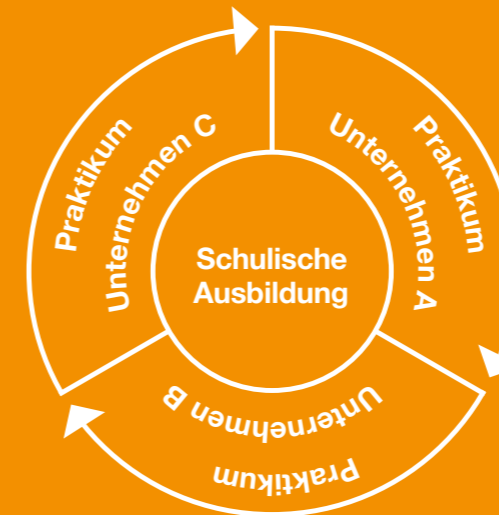 Praktikum
Unternehmen C
Praktikum
Unternehmen A
Schulische
Ausbildung
Unternehmen B
Praktikum